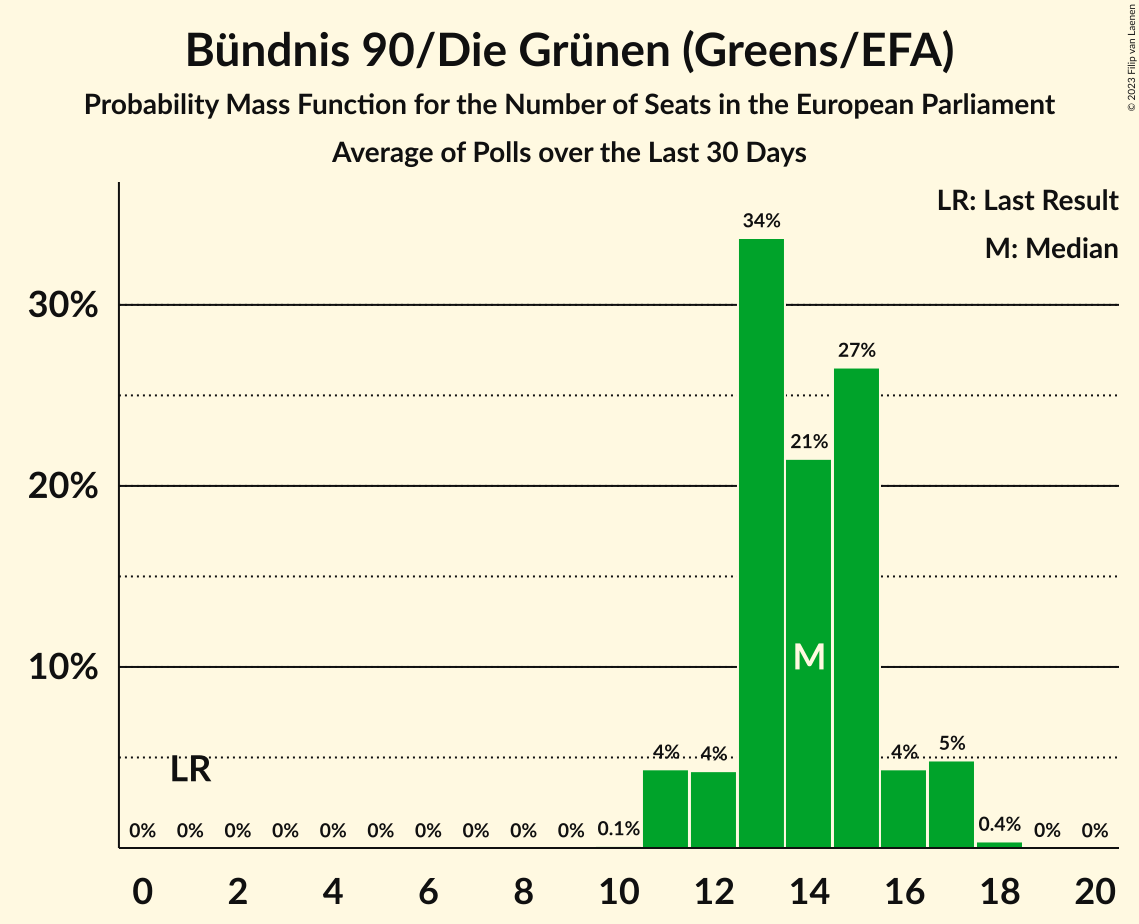 Bündnis 90/Die Grünen (Greens/EFA)
Probability Mass Function for the Number of Seats in the European Parliament
Average of Polls over the Last 30 Days
© 2023 Filip van Laenen
LR: Last Result
M: Median
34%
30%
27%
21%
20%
M
10%
LR
4% 4% 4% 5%
0% 0% 0% 0% 0% 0% 0% 0% 0% 0% 0.1% 0.4% 0% 0%
0 2 4 6 8 10 12 14 16 18 20